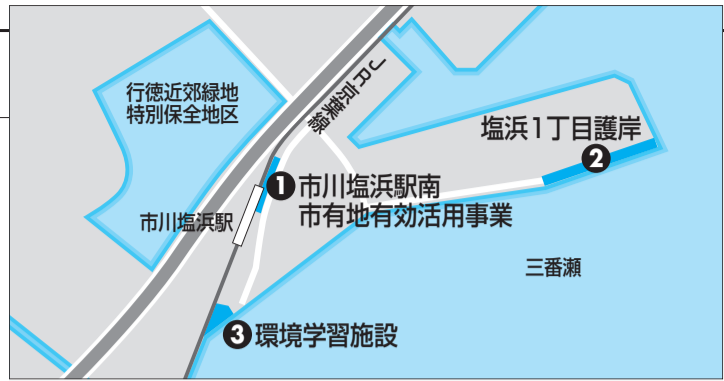 行徳近郊緑地
特別保全地区
JR京葉線
塩浜1丁目護岸
❷
❶市川塩浜駅南
市有地有効活用事業
市川塩浜駅
三番瀬
❸環境学習施設